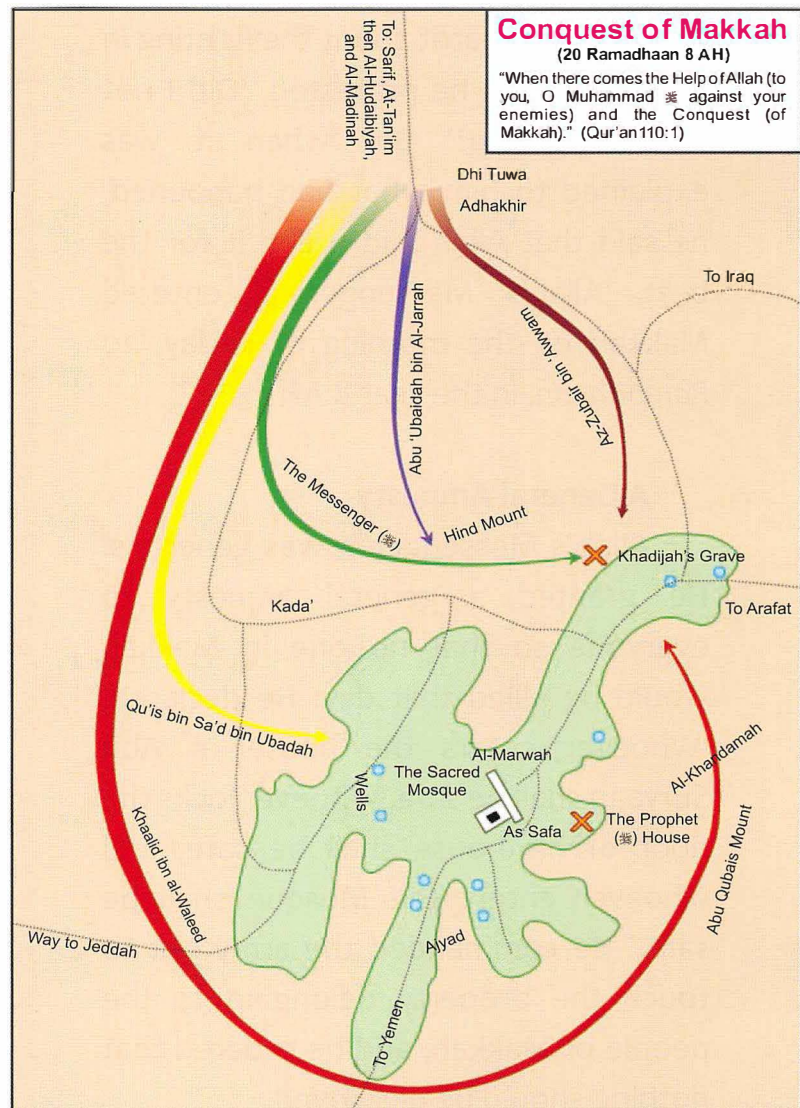 Conquest of Makkah
(20 Ramadhaan 8 AH)
“When there comes the Help of Allah (to
you, O Muhammad ﷺ against your
enemies) and the Conquest (of
Makkah).” (Qur’an 110:1)
To: Sarif, At-Tan’im
then Al-Hudaibiyah,
and Al-Madinah
Dhi Tuwa
Adhakhir
To Iraq
Az-Zubair bin ‘Awwam
Abu ‘Ubaidah bin Al-Jarrah
The Messenger (ﷺ)
Hind Mount
Khadijah’s Grave
To Arafat
Kada’
Qu’is bin Sa’d bin Ubadah
Al-Marwah
The Sacred
Mosque
Wells
As Safa
The Prophet
(ﷺ) House
Al-Khandamah
Abu Qubais Mount
Khaalid ibn al-Waleed
Way to Jeddah
Ajyad
To Yemen